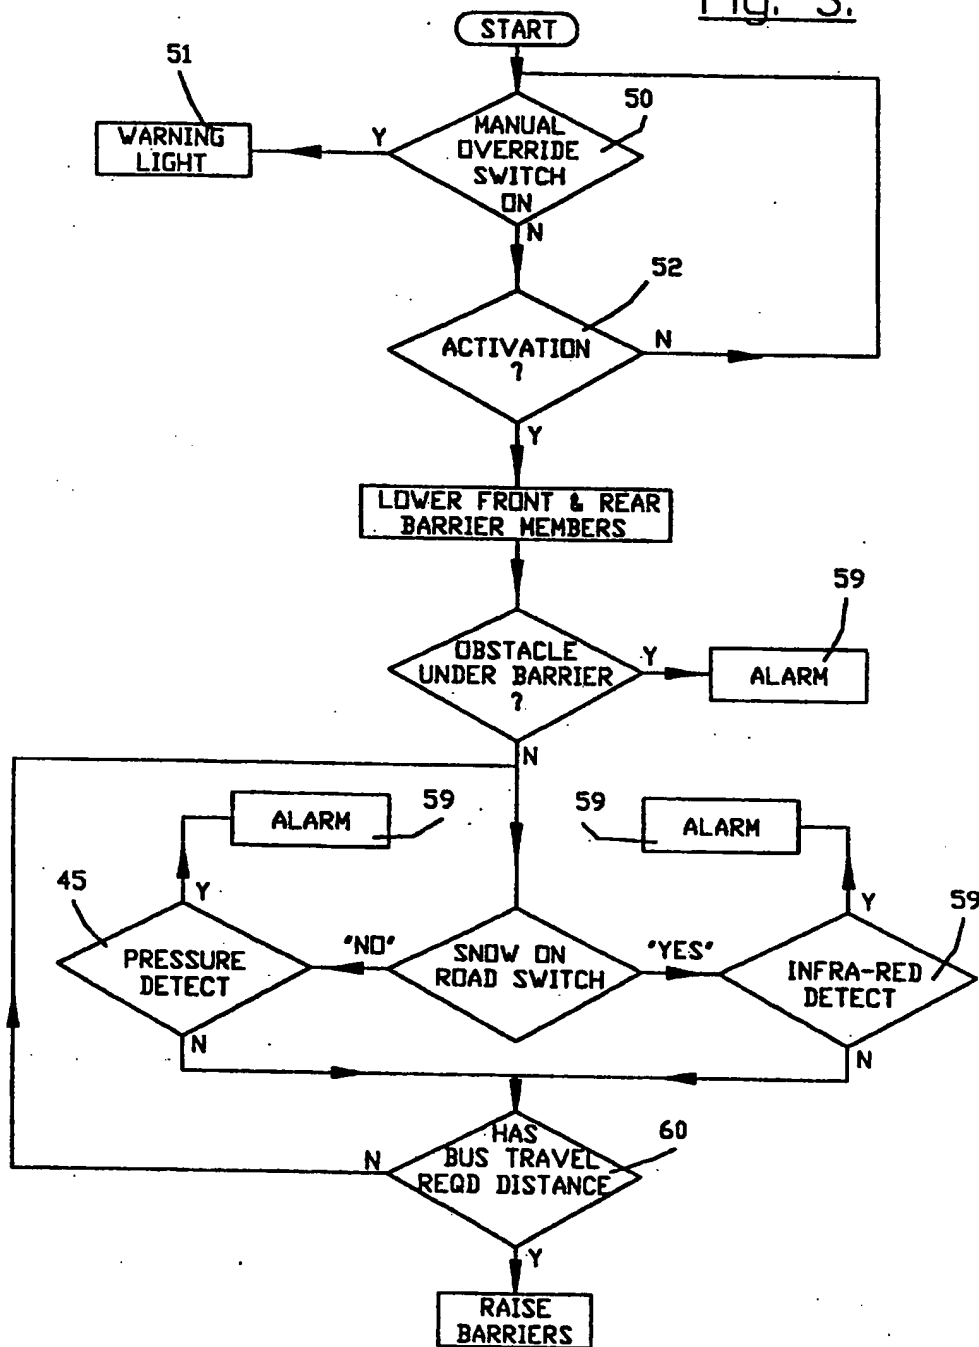 Fig. 3.
START
51
50
WARNING
LIGHT
Y
MANUAL
OVERRIDE
SWITCH
ON
N
52
ACTIVATION
?
N
Y
LOWER FRONT & REAR
BARRIER MEMBERS
59
OBSTACLE
UNDER BARRIER
?
Y
ALARM
N
ALARM
59
59
ALARM
45
Y
Y
59
PRESSURE
DETECT
"NO"
SNOW ON
ROAD SWITCH
"YES"
INFRA-RED
DETECT
N
N
HAS
BUS TRAVEL
REQD DISTANCE
60
N
Y
RAISE
BARRIERS